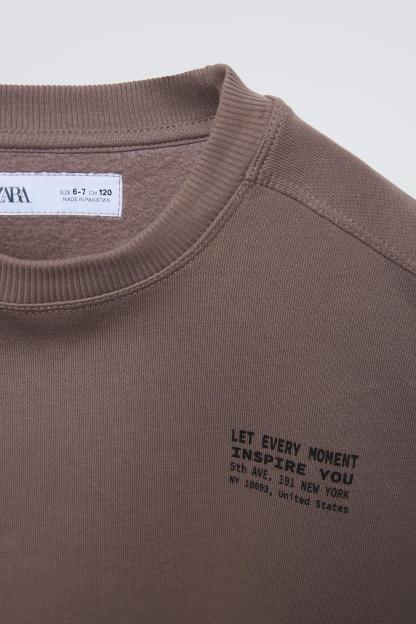 ZARA
SIZE 6-7 CM 120
MADE IN PAKISTAN
LET EVERY MOMENT
INSPIRE YOU
5th AVE. 101 NEW YORK
NY 10003, United States